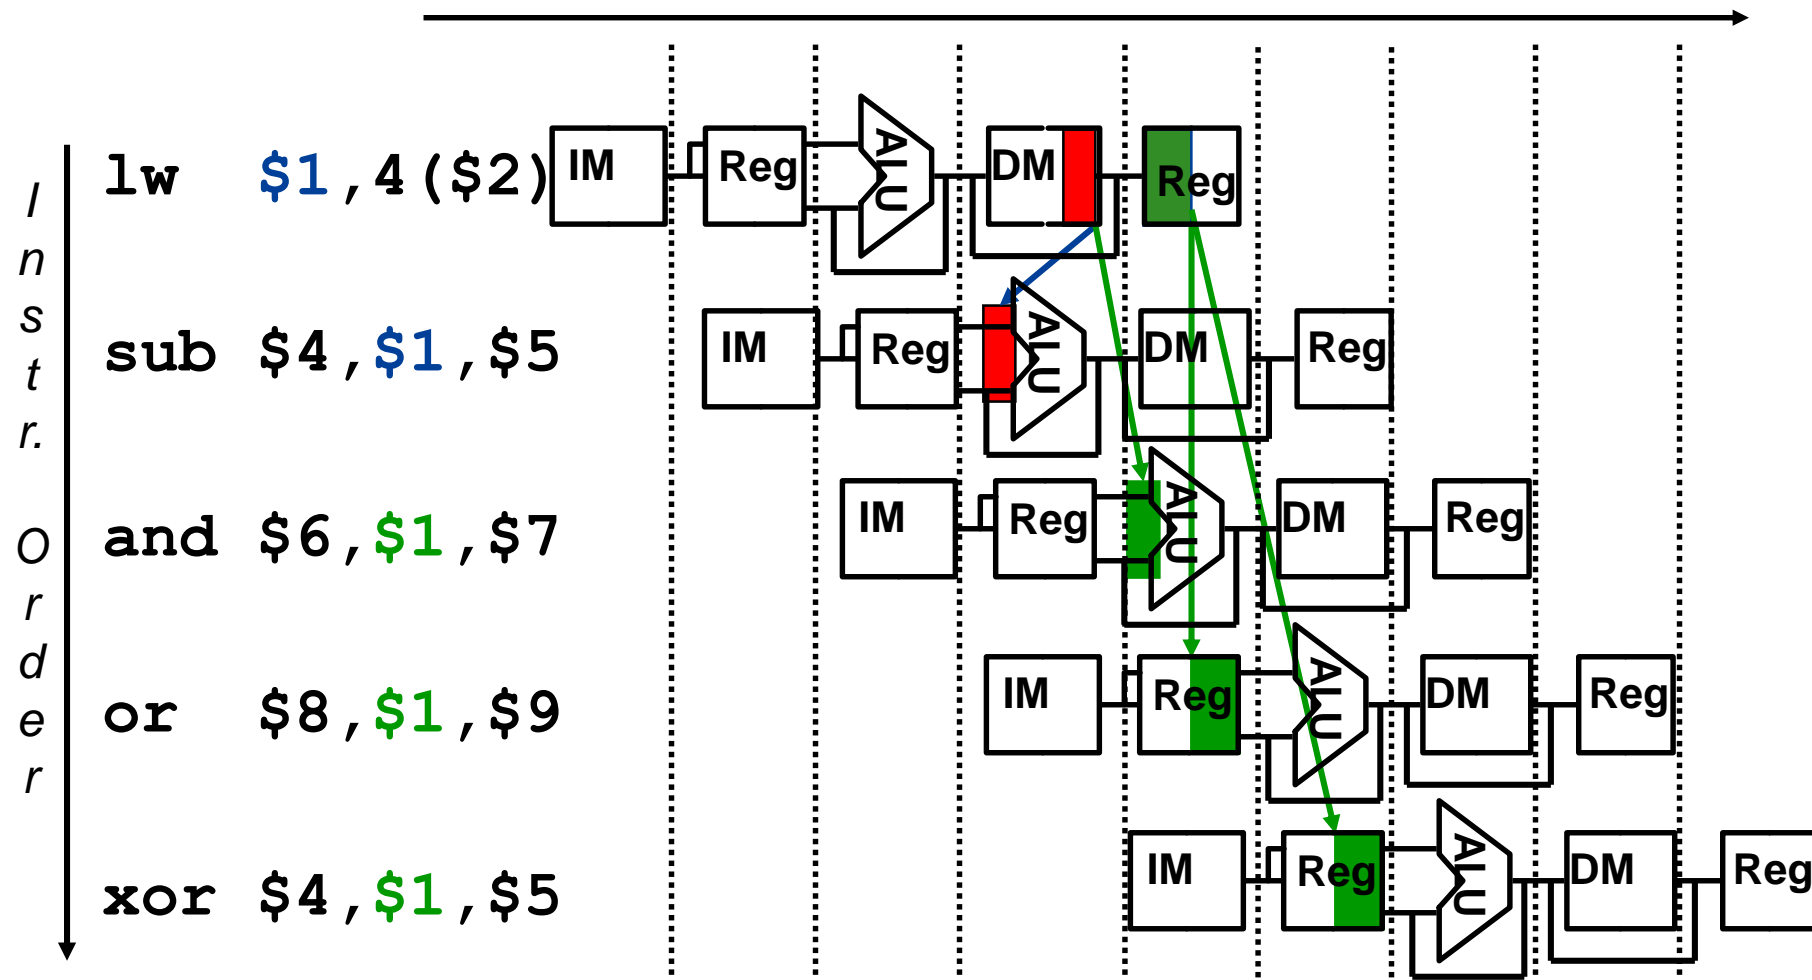 Instr. Order
lw $1,4($2) IM Reg ALU DM Reg
sub $4,$1,$5 IM Reg ALU DM Reg
and $6,$1,$7 IM Reg ALU DM Reg
or $8,$1,$9 IM Reg ALU DM Reg
xor $4,$1,$5 IM Reg ALU DM Reg